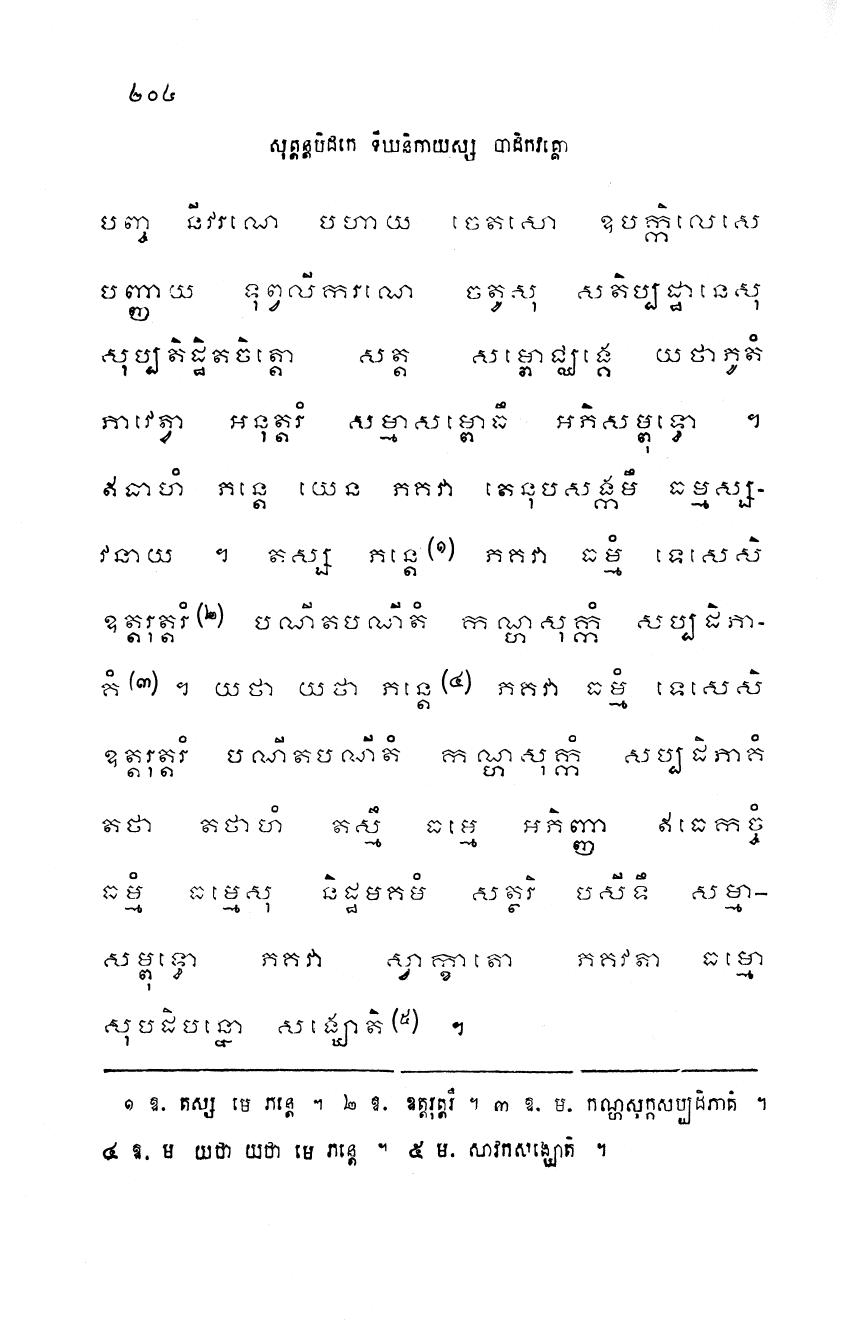 ២០៤
សុត្តន្តបិដកេ ទីឃនិកាយស្ស បាដិកវគ្គោ
បញ្ច នីវរណេ បហាយ ចេតសោ ឧបក្កិលេសេ
បញ្ញាយ ទុព្វលីការណេ ចតូសុ សតិប្បដ្ឋានេសុ
សុប្បតិដ្ឋិតចិត្តោ សត្ត សម្ពោជ្ឈង្គេ យថាភូតំ
ភាវេត្វា អនុត្តរំ សម្មាសម្ពោធឹ អភិសម្ពុទ្ធោ ។
ឥធាហំ ភន្តេ យេន ភគវា តេនុបសង្កមឹ ធម្មស្ស-
វនាយ ។ តស្ស ភន្តេ(១) ភគវា ធម្មំ ទេសេសិ
ឧត្តរុត្តរំ(២) បណីតបណីតំ កណ្ហសុក្កំ សប្បដិភា-
គំ(៣) ។ យថា យថា ភន្តេ(៤) ភគវា ធម្មំ ទេសេសិ
ឧត្តរុត្តរំ បណីតបណីតំ កណ្ហសុក្កំ សប្បដិភាគំ
តថា តថាហំ តស្មឹ ធម្មេ អភិញ្ញា ឥធេកច្ចំ
ធម្មំ ធម្មេសុ និដ្ឋមគមំ សត្ថរិ បសីទឹ សម្មា-
សម្ពុទ្ធោ ភគវា ស្វាក្ខាតោ ភគវតា ធម្មោ
សុបដិបន្នោ សង្ឃោតិ(៥) ។
១ ឱ. តស្ស មេ ភន្តេ ។ ២ ឱ. ឧត្តរុត្តរឹ ។ ៣ ឱ. ម. កណ្ហសុក្កសប្បដិភាគំ ។
៤ ឱ. ម យថា យថា មេ ភន្តេ ។ ៥ ម. សាវកសង្ឃោតិ ។